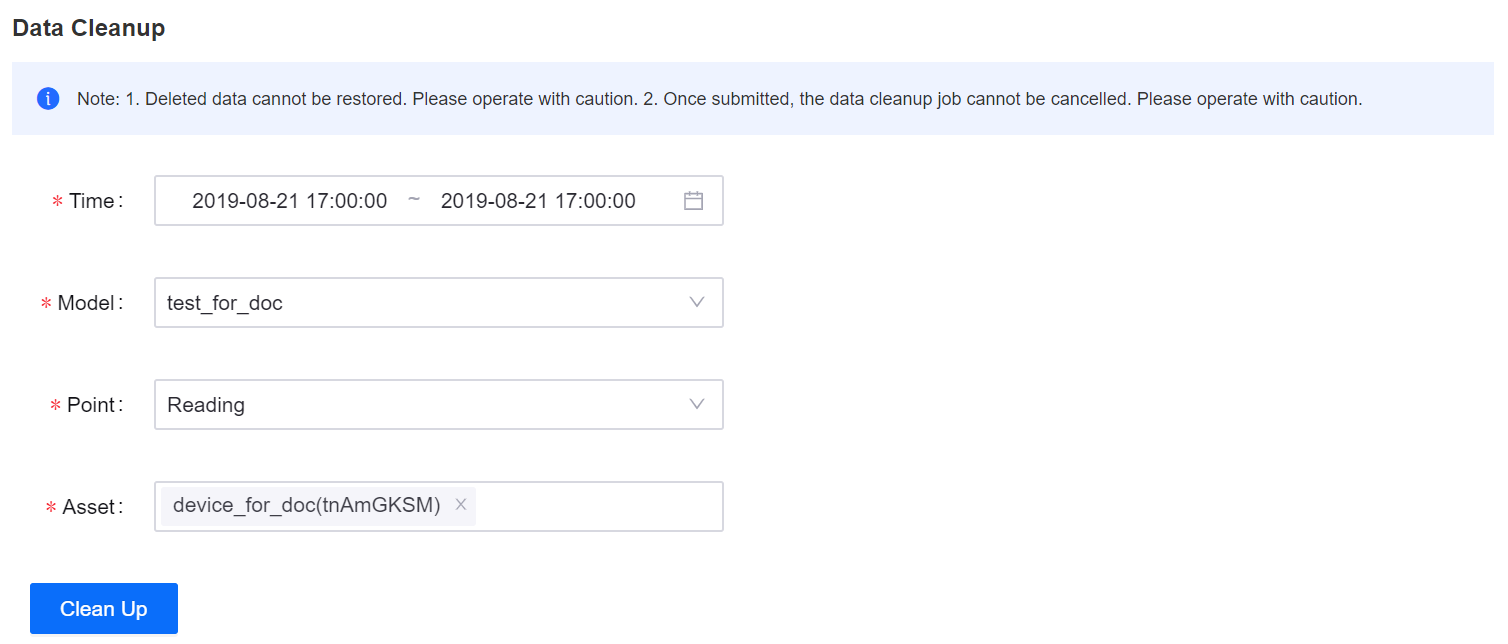 Data Cleanup
Note: 1. Deleted data cannot be restored. Please operate with caution. 2. Once submitted, the data cleanup job cannot be cancelled. Please operate with caution.
* Time: 2019-08-21 17:00:00 ~ 2019-08-21 17:00:00
* Model: test_for_doc
* Point: Reading
* Asset: device_for_doc(tnAmGKSM) ×
Clean Up